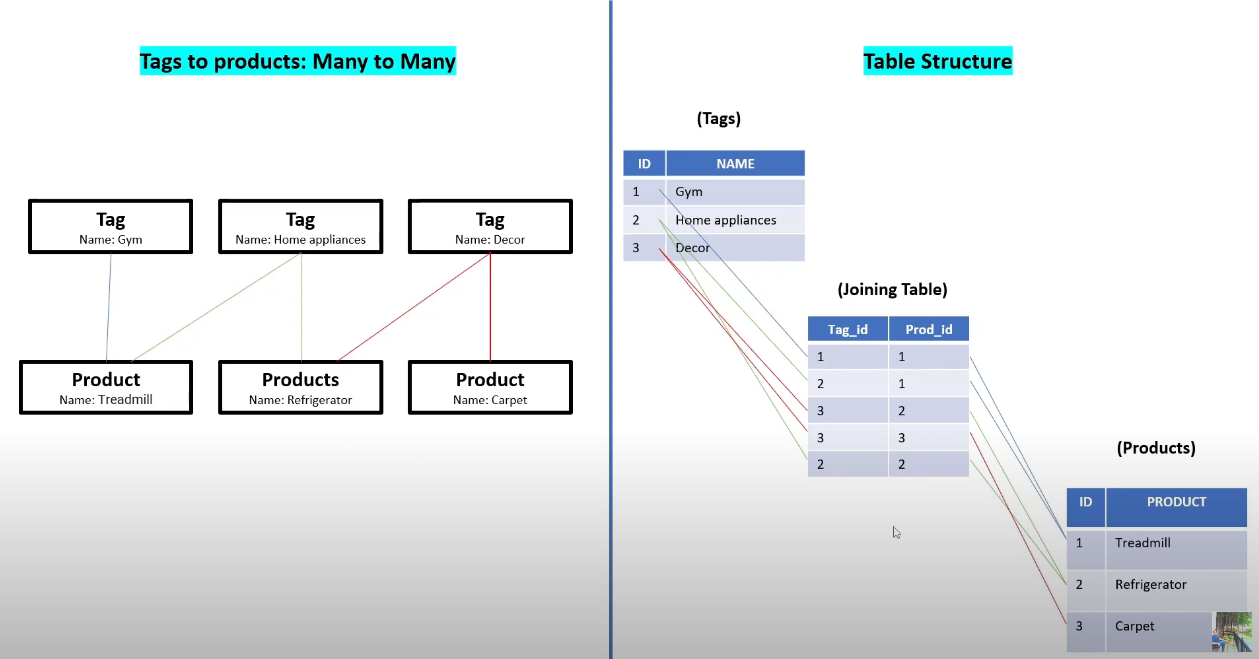 Tags to products: Many to Many
Tag
Name: Gym
Tag
Name: Home appliances
Tag
Name: Decor
Product
Name: Treadmill
Products
Name: Refrigerator
Product
Name: Carpet
Table Structure
(Tags)
ID NAME
1 Gym
2 Home appliances
3 Decor
(Joining Table)
Tag_id Prod_id
1 1
2 1
3 2
3 3
2 2
(Products)
ID PRODUCT
1 Treadmill
2 Refrigerator
3 Carpet